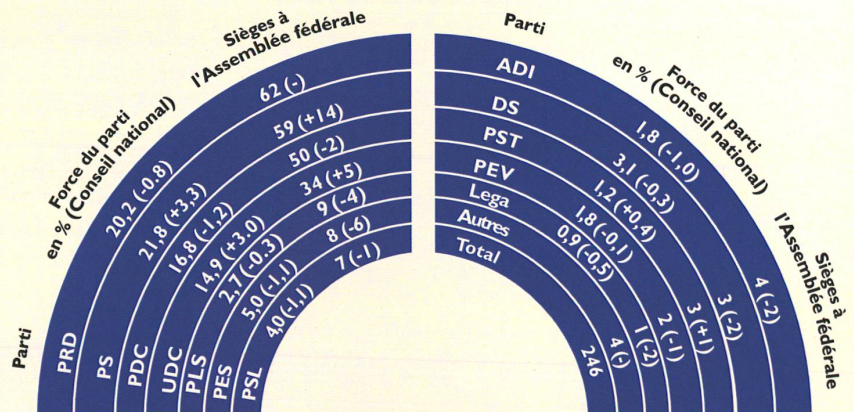 Parti
Force du parti
en % (Conseil national)
Sièges à
l'Assemblée fédérale
PRD 20,2 (-0.8) 62 (-)
PS 21,8 (+3,3) 59 (+14)
PDC 16,8 (-1,2) 50 (-2)
UDC 14,9 (+3.0) 34 (+5)
PLS 2,7 (-0.3) 9 (-4)
PES 5,0 (-1,1) 8 (-6)
PSL 4,0 (-1,1) 7 (-1)
Parti
Force du parti
en % (Conseil national)
Sièges à
l'Assemblée fédérale
ADI 1,8 (-1,0) 4 (-2)
DS 3,1 (-0,3) 3 (-2)
PST 1,2 (+0,4) 3 (+1)
PEV 1,8 (-0,1) 2 (-1)
Lega 0,9 (-0,5) 1 (-2)
Autres 4 (-)
Total 246